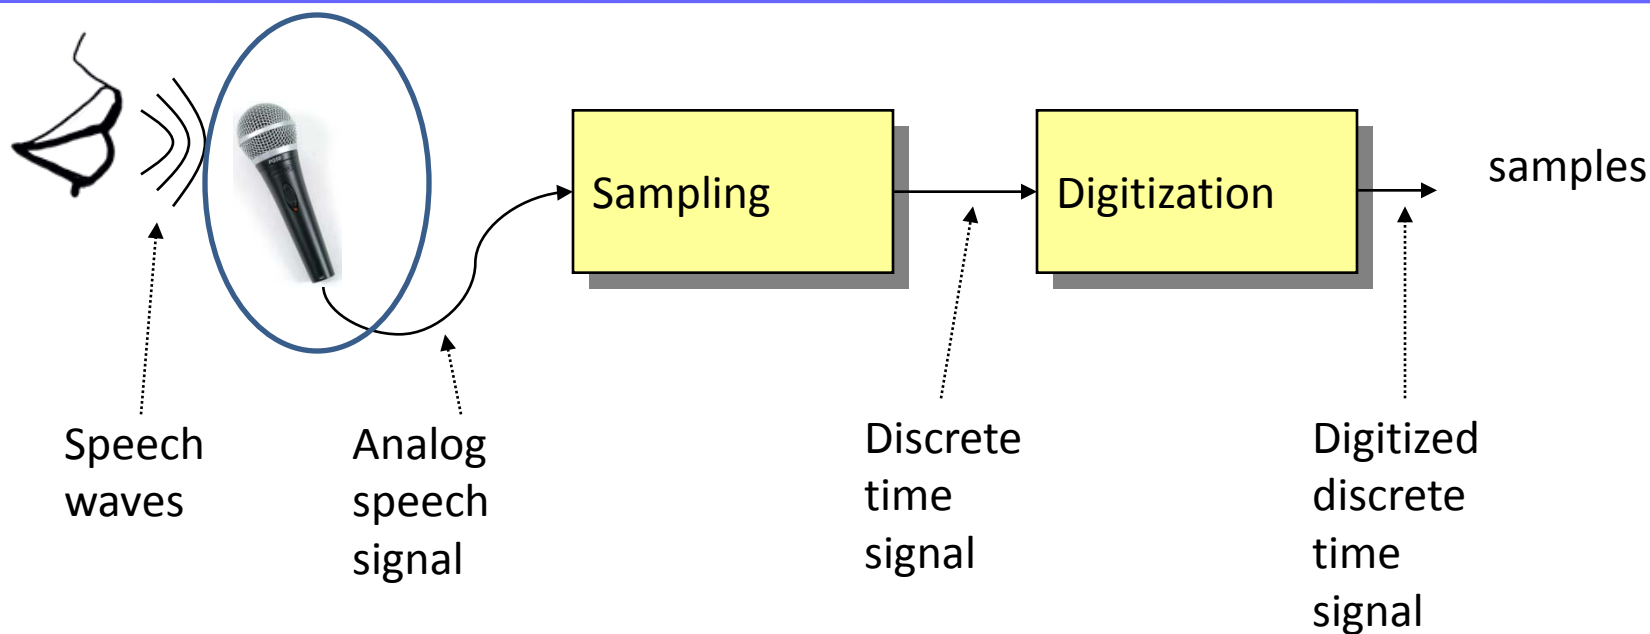 Sampling
Digitization
samples
Speech
waves
Analog
speech
signal
Discrete
time
signal
Digitized
discrete
time
signal